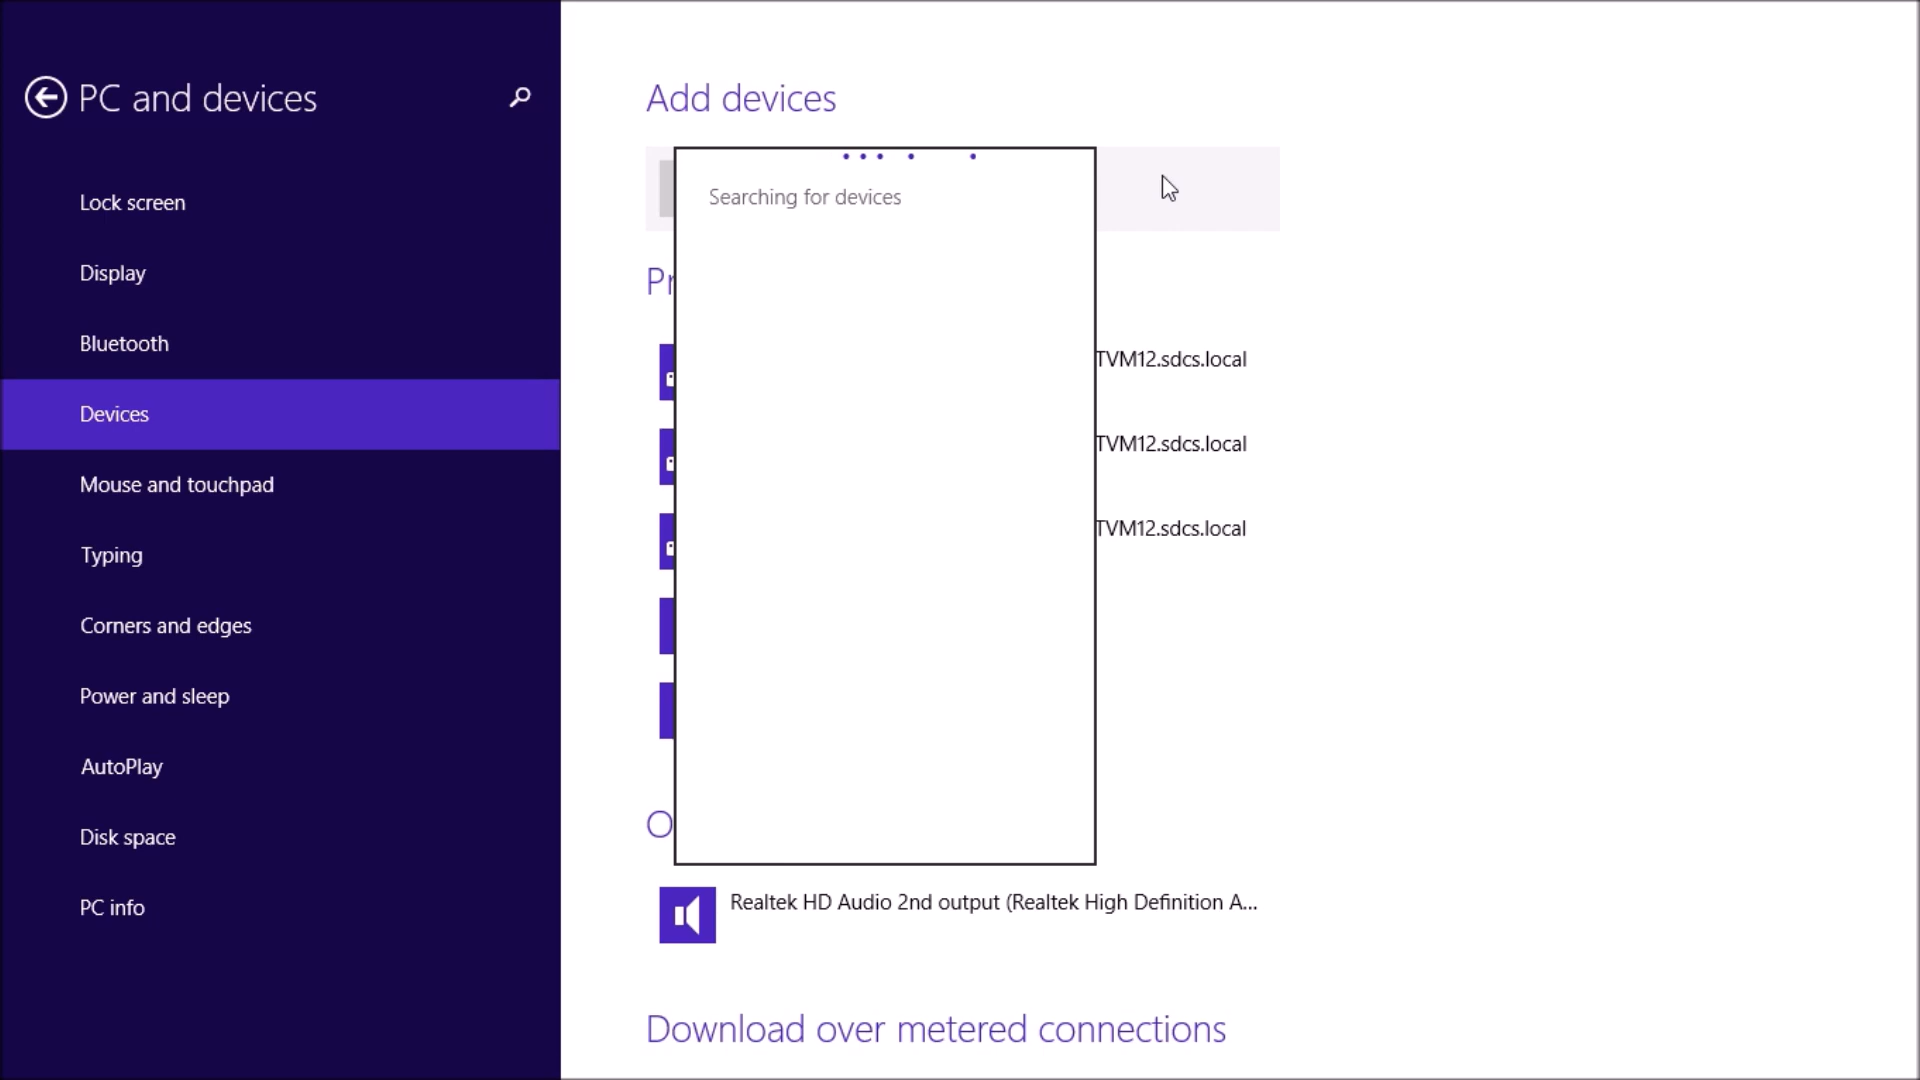 PC and devices
Lock screen
Display
Bluetooth
Devices
Mouse and touchpad
Typing
Corners and edges
Power and sleep
AutoPlay
Disk space
PC info
Add devices
Searching for devices
Pr
TVM12.sdcs.local
TVM12.sdcs.local
TVM12.sdcs.local
O
Realtek HD Audio 2nd output (Realtek High Definition A...
Download over metered connections